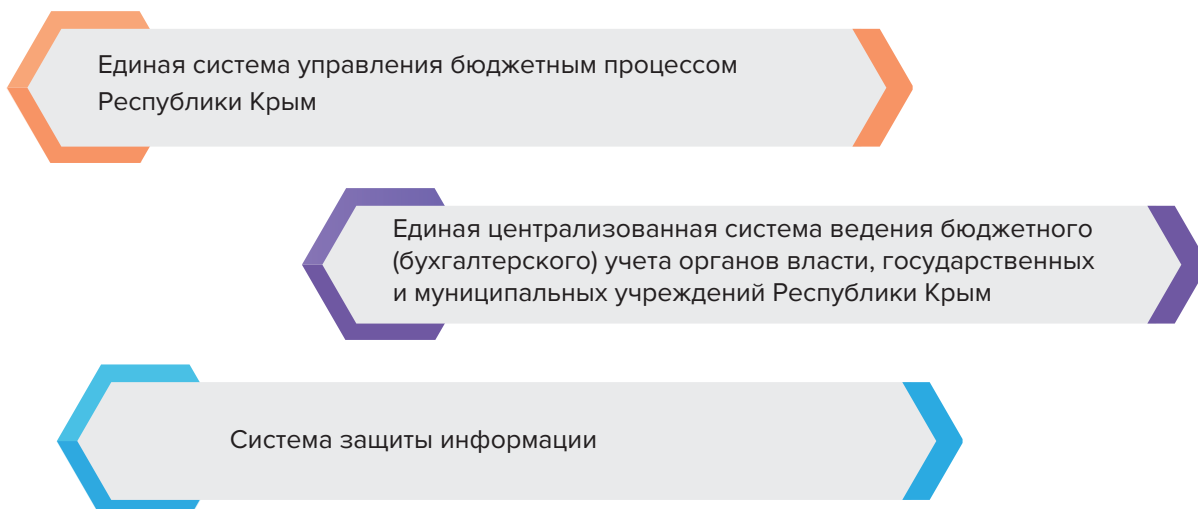 Единая система управления бюджетным процессом
Республики Крым
Единая централизованная система ведения бюджетного
(бухгалтерского) учета органов власти, государственных
и муниципальных учреждений Республики Крым
Система защиты информации